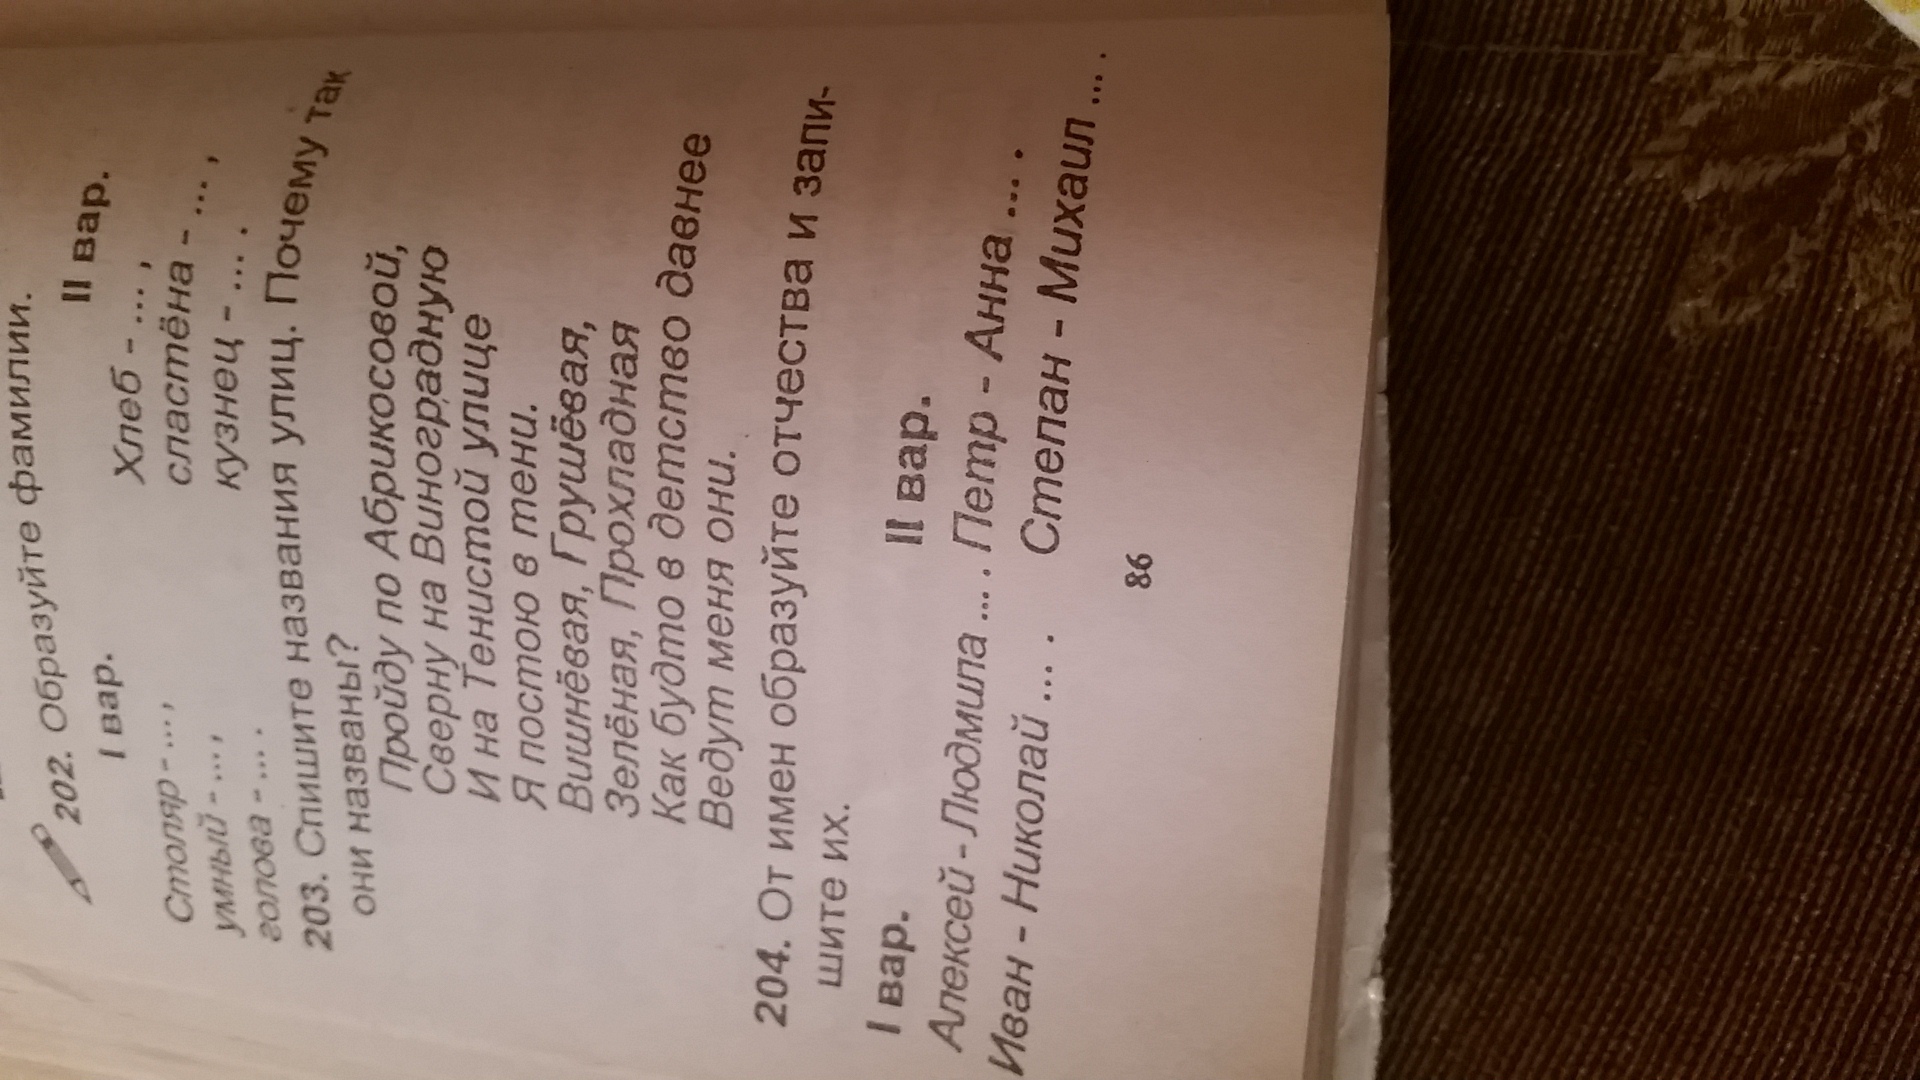 202. Образуйте фамилии.
I вар. II вар.
Столяр - ..., Хлеб - ... ,
умный - ..., сластёна - ... ,
голова - ... . кузнец - ... .
203. Спишите названия улиц. Почему так
они названы?
Пройду по Абрикосовой,
Сверну на Виноградную
И на Тенистой улице
Я постою в тени.
Вишнёвая, Грушёвая,
Зелёная, Прохладная
Как будто в детство давнее
Ведут меня они.
204. От имен образуйте отчества и запи-
шите их.
I вар. II вар.
Алексей - Людмила ... . Петр - Анна ... .
Иван - Николай ... . Степан - Михаил ... .
86